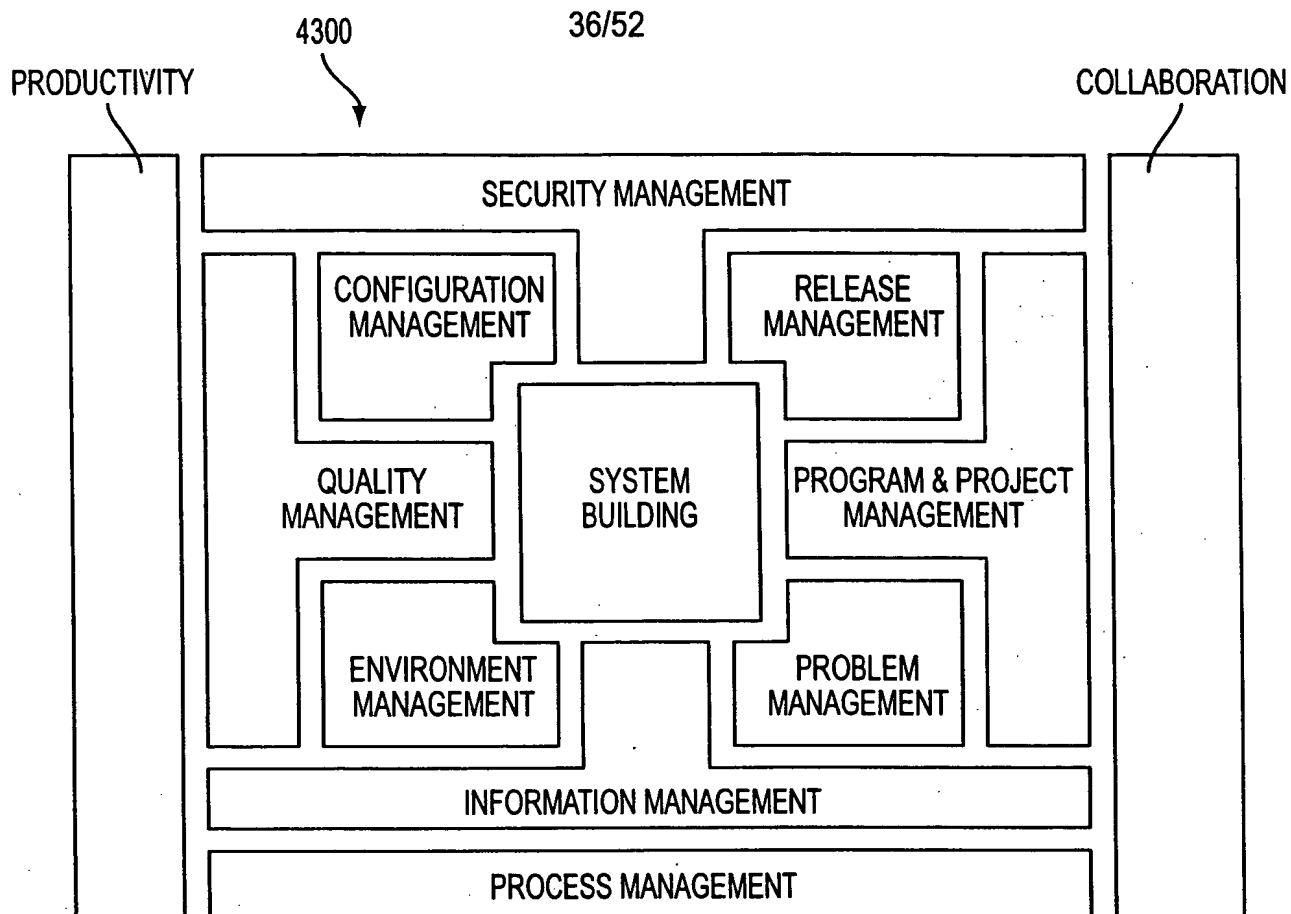 36/52
4300
PRODUCTIVITY
COLLABORATION
SECURITY MANAGEMENT
CONFIGURATION
MANAGEMENT
RELEASE
MANAGEMENT
QUALITY
MANAGEMENT
SYSTEM
BUILDING
PROGRAM & PROJECT
MANAGEMENT
ENVIRONMENT
MANAGEMENT
PROBLEM
MANAGEMENT
INFORMATION MANAGEMENT
PROCESS MANAGEMENT